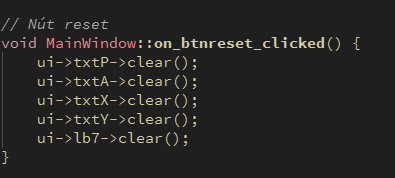 // Nút reset
void MainWindow::on_btnreset_clicked() {
    ui->txtP->clear();
    ui->txtA->clear();
    ui->txtX->clear();
    ui->txtY->clear();
    ui->lb7->clear();
}